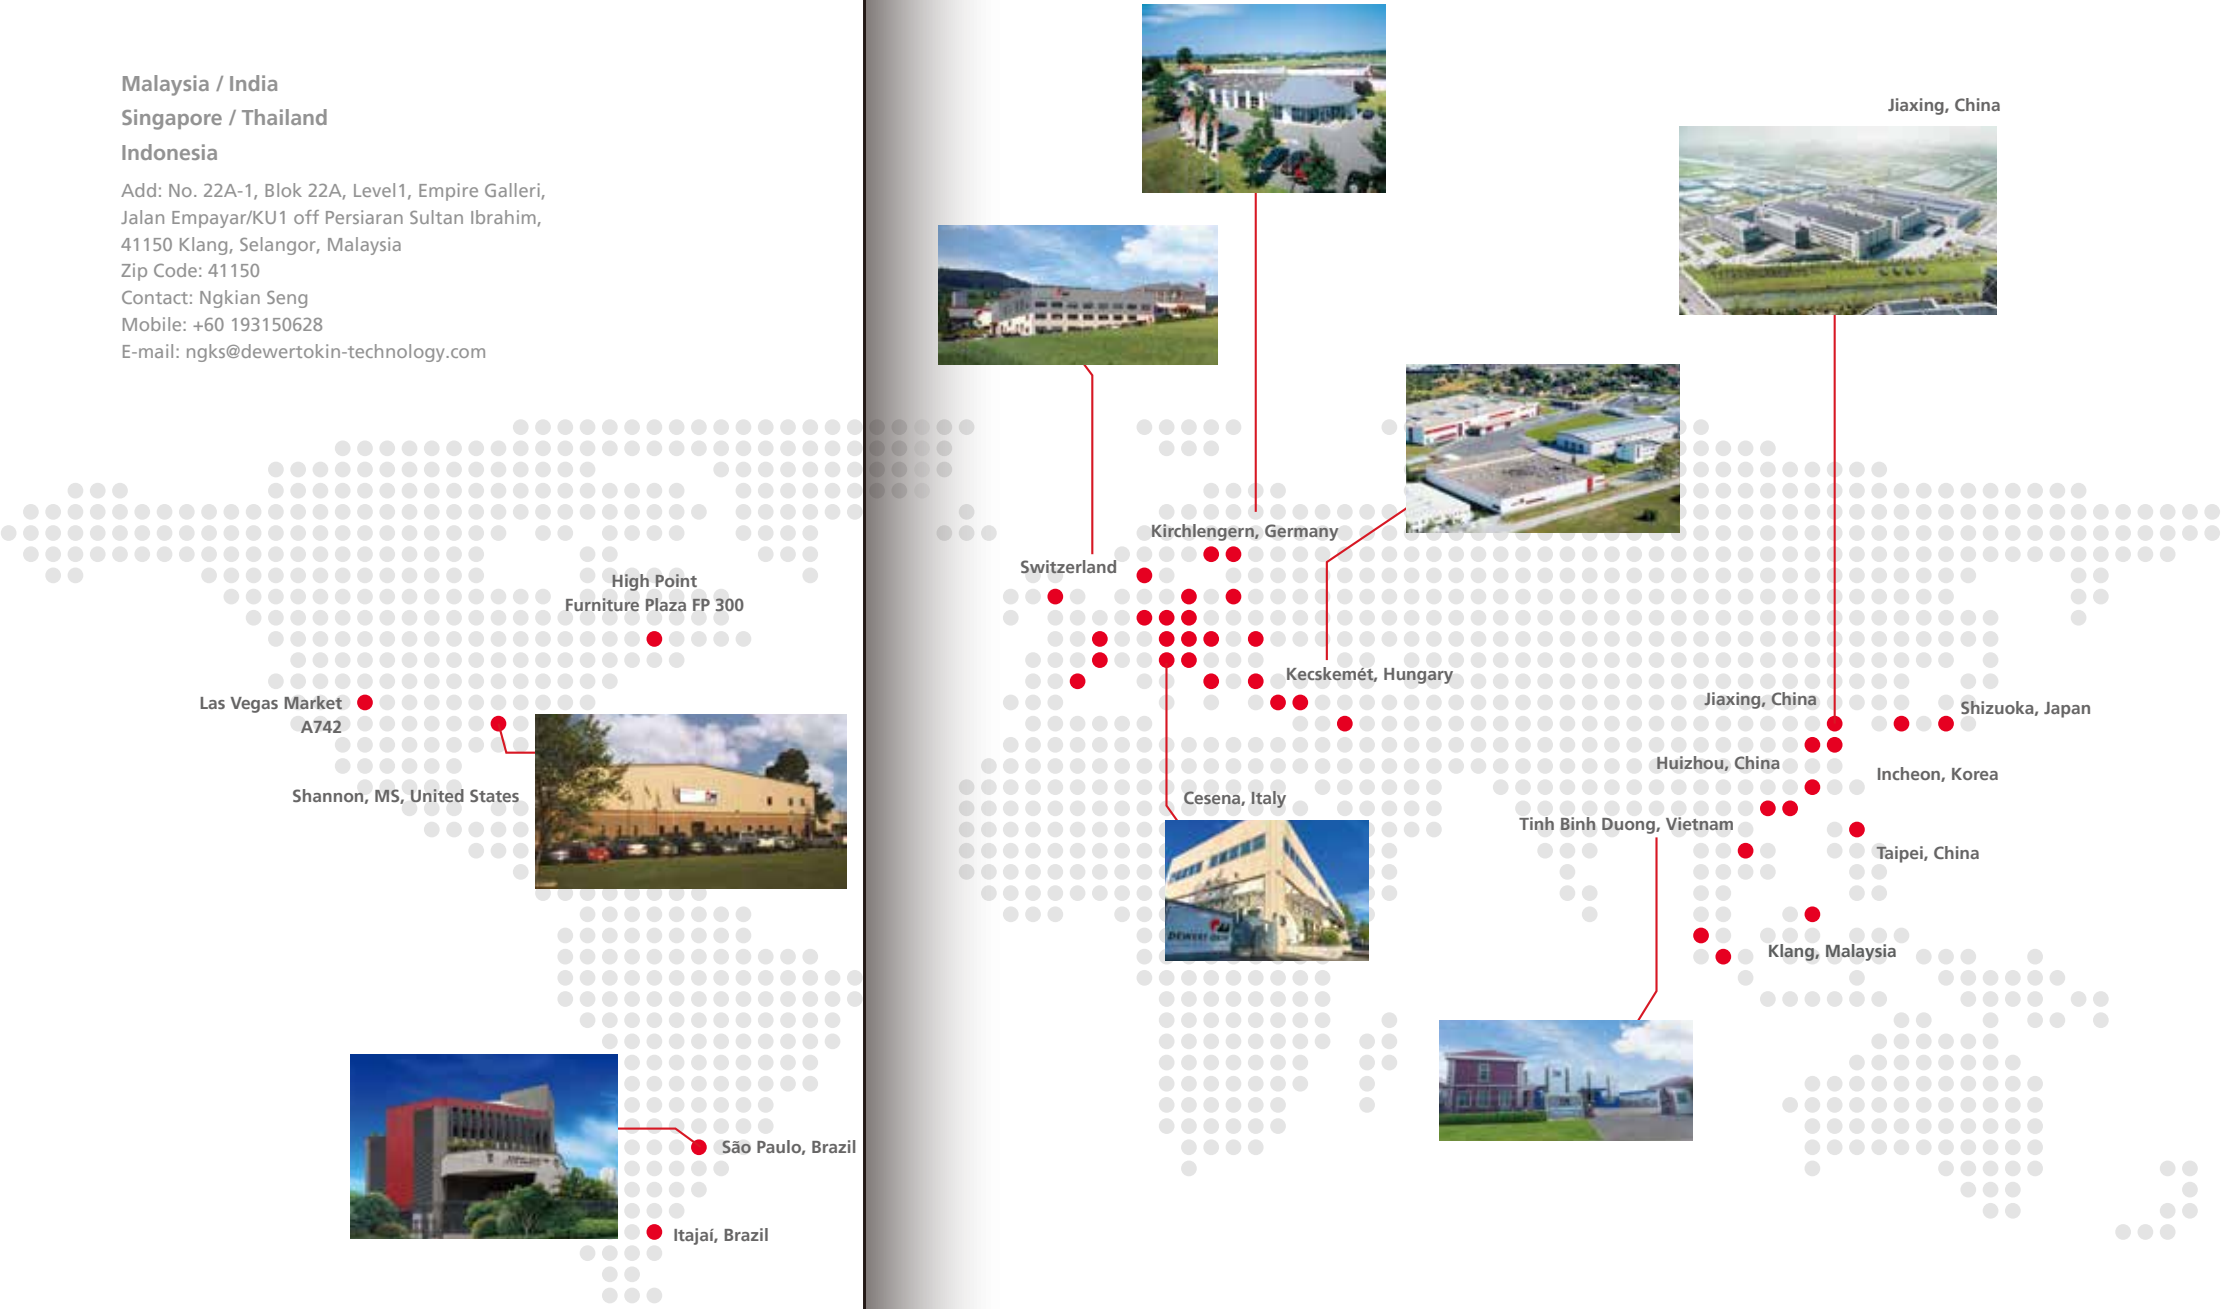 Malaysia / India
Singapore / Thailand
Indonesia
Add: No. 22A-1, Blok 22A, Level1, Empire Galleri,
Jalan Empayar/KU1 off Persiaran Sultan Ibrahim,
41150 Klang, Selangor, Malaysia
Zip Code: 41150
Contact: Ngkian Seng
Mobile: +60 193150628
E-mail: ngks@dewertokin-technology.com
High Point
Furniture Plaza FP 300
Las Vegas Market
A742
Shannon, MS, United States
São Paulo, Brazil
Itajaí, Brazil
Jiaxing, China
Kirchlengern, Germany
Switzerland
Kecskemét, Hungary
Jiaxing, China
Shizuoka, Japan
Huizhou, China
Incheon, Korea
Cesena, Italy
Tinh Binh Duong, Vietnam
Taipei, China
DEWERT
Klang, Malaysia